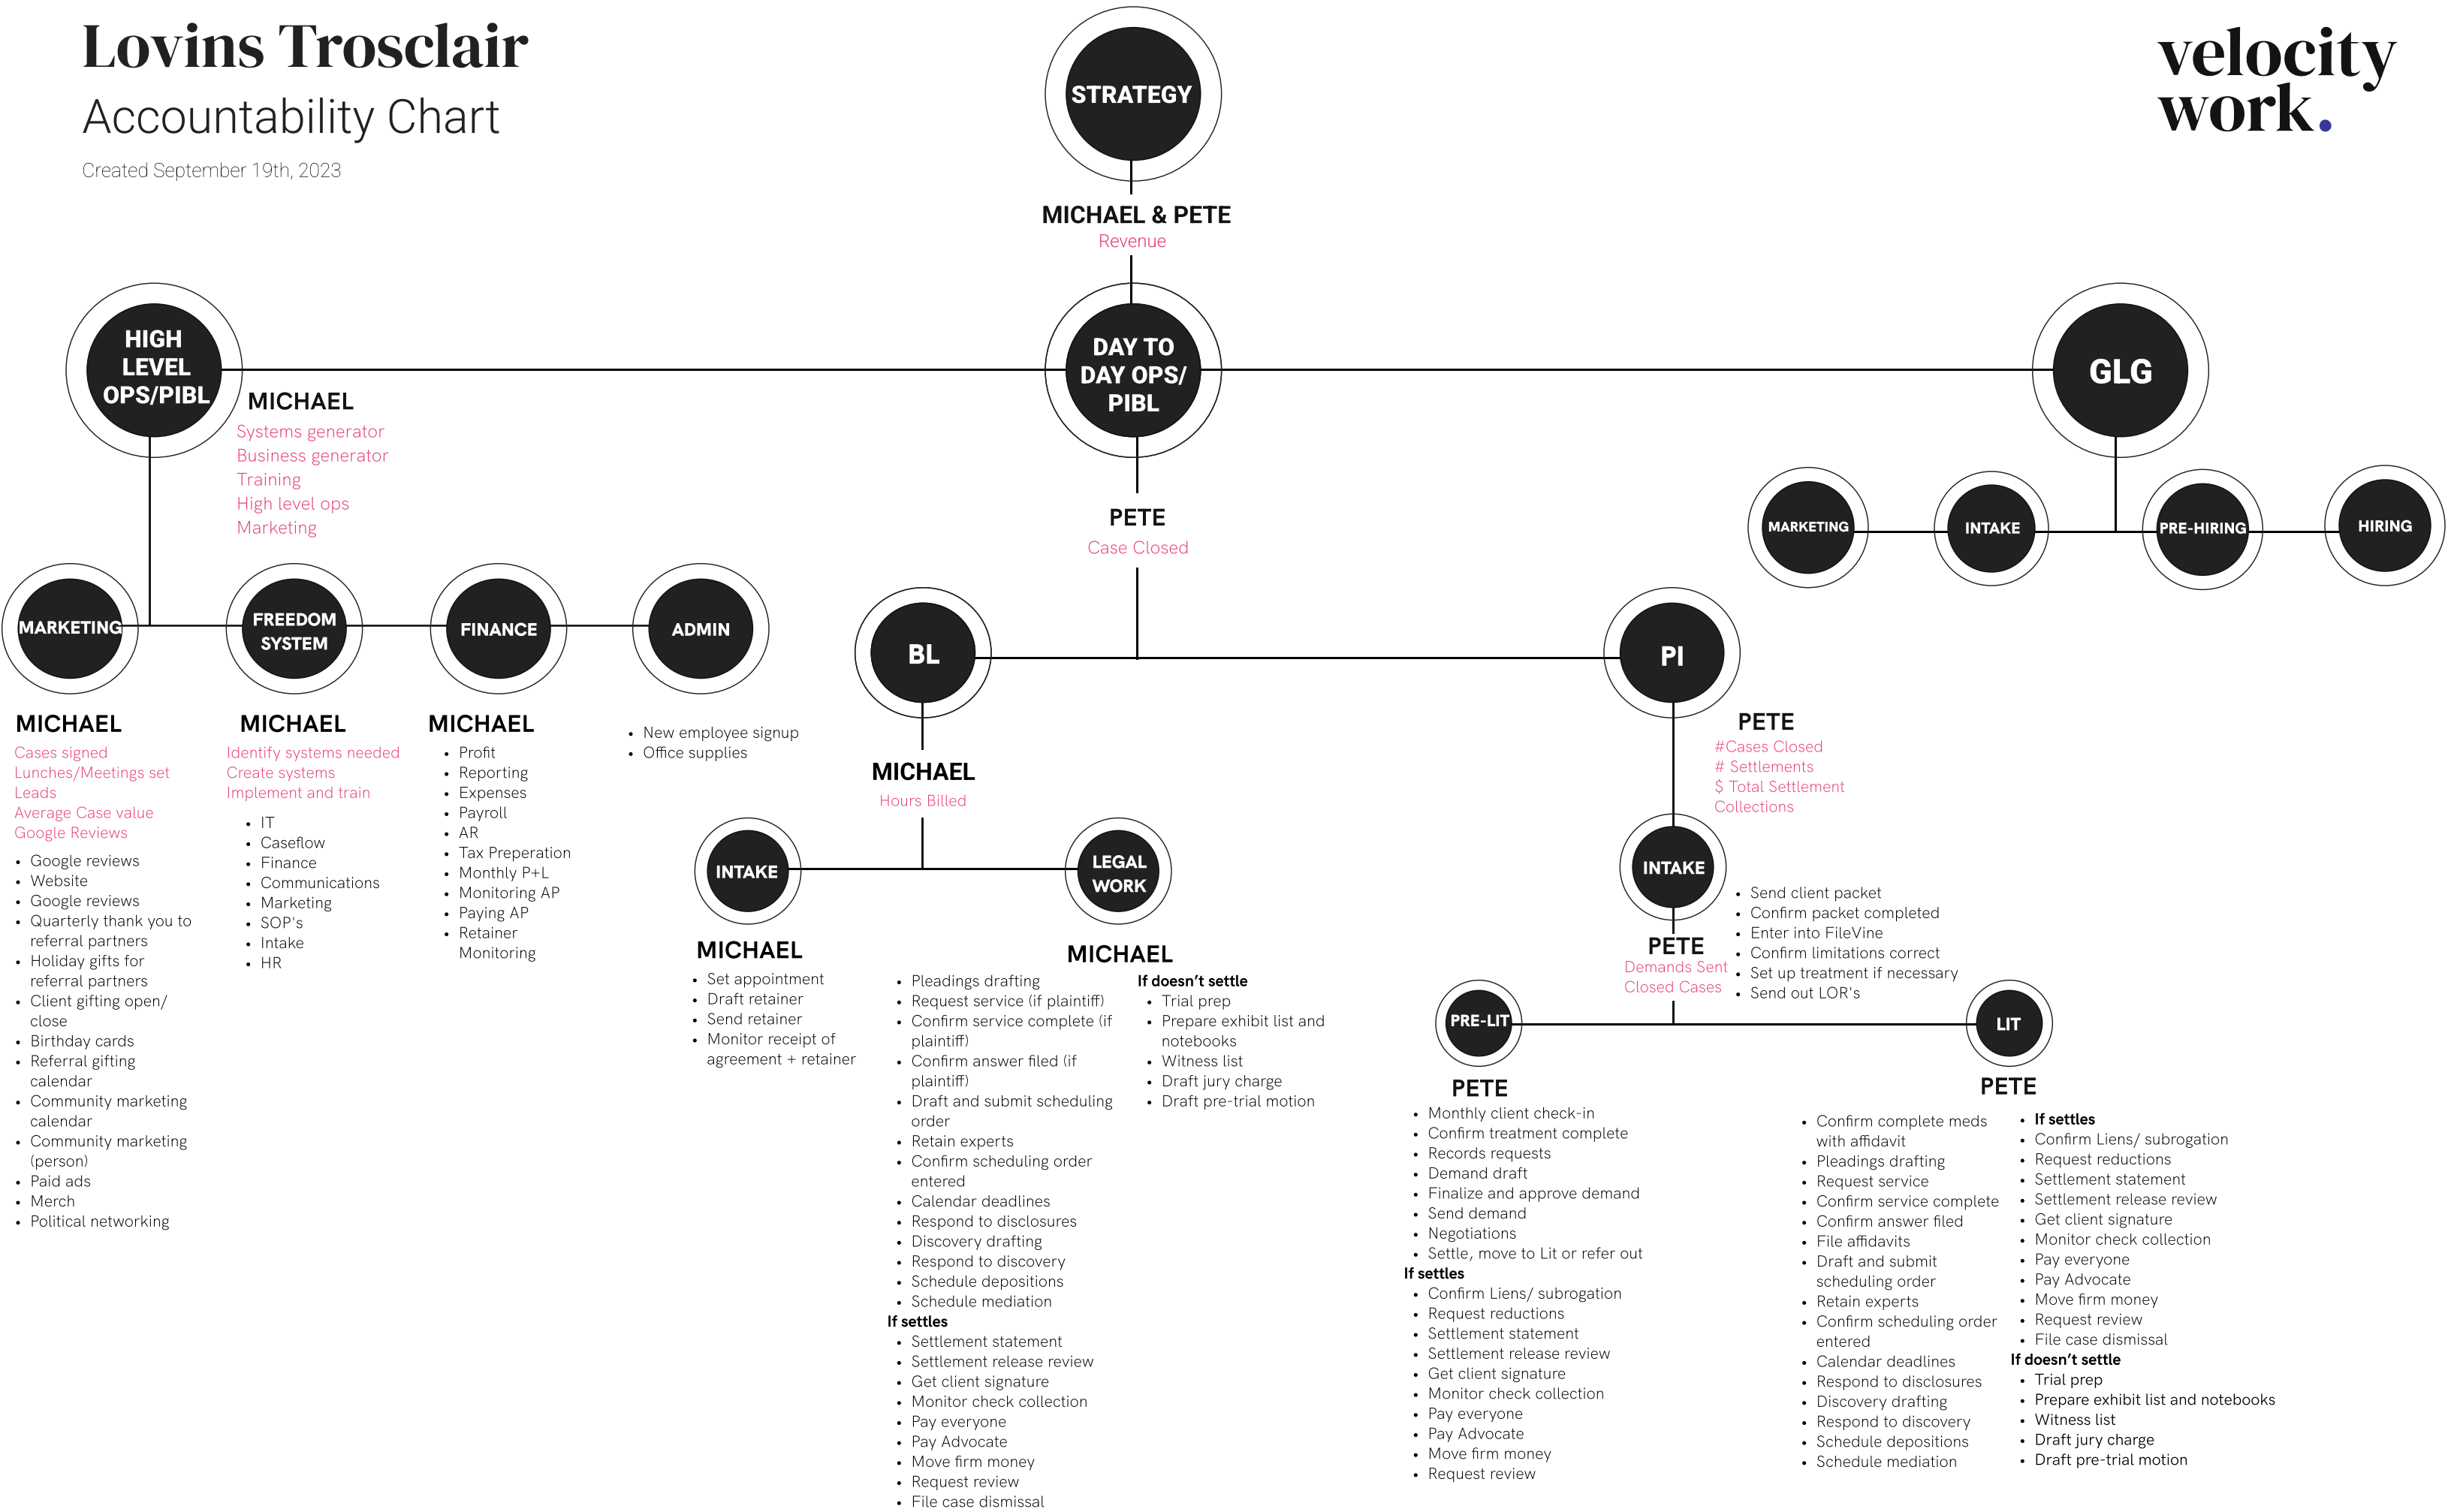 Lovins Trosclair
Accountability Chart
Created September 19th, 2023
velocity
work.
STRATEGY
MICHAEL & PETE
Revenue
HIGH
LEVEL
OPS/PIBL
MICHAEL
Systems generator
Business generator
Training
High level ops
Marketing
DAY TO
DAY OPS/
PIBL
PETE
Case Closed
GLG
MARKETING
INTAKE
PRE-HIRING
HIRING
MARKETING
MICHAEL
Cases signed
Lunches/Meetings set
Leads
Average Case value
Google Reviews
• Google reviews
• Website
• Google reviews
• Quarterly thank you to
referral partners
• Holiday gifts for
referral partners
• Client gifting open/
close
• Birthday cards
• Referral gifting
calendar
• Community marketing
calendar
• Community marketing
(person)
• Paid ads
• Merch
• Political networking
FREEDOM
SYSTEM
MICHAEL
Identify systems needed
Create systems
Implement and train
• IT
• Caseflow
• Finance
• Communications
• Marketing
• SOP's
• Intake
• HR
FINANCE
MICHAEL
• Profit
• Reporting
• Expenses
• Payroll
• AR
• Tax Preperation
• Monthly P+L
• Monitoring AP
• Paying AP
• Retainer
Monitoring
ADMIN
• New employee signup
• Office supplies
BL
MICHAEL
Hours Billed
INTAKE
MICHAEL
• Set appointment
• Draft retainer
• Send retainer
• Monitor receipt of
agreement + retainer
LEGAL
WORK
MICHAEL
• Pleadings drafting
• Request service (if plaintiff)
• Confirm service complete (if
plaintiff)
• Confirm answer filed (if
plaintiff)
• Draft and submit scheduling
order
• Retain experts
• Confirm scheduling order
entered
• Calendar deadlines
• Respond to disclosures
• Discovery drafting
• Respond to discovery
• Schedule depositions
• Schedule mediation
If settles
• Settlement statement
• Settlement release review
• Get client signature
• Monitor check collection
• Pay everyone
• Pay Advocate
• Move firm money
• Request review
• File case dismissal
If doesn't settle
• Trial prep
• Prepare exhibit list and
notebooks
• Witness list
• Draft jury charge
• Draft pre-trial motion
PI
PETE
#Cases Closed
# Settlements
$ Total Settlement
Collections
INTAKE
PETE
Demands Sent
Closed Cases
• Send client packet
• Confirm packet completed
• Enter into FileVine
• Confirm limitations correct
• Set up treatment if necessary
• Send out LOR's
PRE-LIT
PETE
• Monthly client check-in
• Confirm treatment complete
• Records requests
• Demand draft
• Finalize and approve demand
• Send demand
• Negotiations
• Settle, move to Lit or refer out
If settles
• Confirm Liens/ subrogation
• Request reductions
• Settlement statement
• Settlement release review
• Get client signature
• Monitor check collection
• Pay everyone
• Pay Advocate
• Move firm money
• Request review
LIT
PETE
• Confirm complete meds
with affidavit
• Pleadings drafting
• Request service
• Confirm service complete
• Confirm answer filed
• File affidavits
• Draft and submit
scheduling order
• Retain experts
• Confirm scheduling order
entered
• Calendar deadlines
• Respond to disclosures
• Discovery drafting
• Respond to discovery
• Schedule depositions
• Schedule mediation
• If settles
• Confirm Liens/ subrogation
• Request reductions
• Settlement statement
• Settlement release review
• Get client signature
• Monitor check collection
• Pay everyone
• Pay Advocate
• Move firm money
• Request review
• File case dismissal
If doesn't settle
• Trial prep
• Prepare exhibit list and notebooks
• Witness list
• Draft jury charge
• Draft pre-trial motion